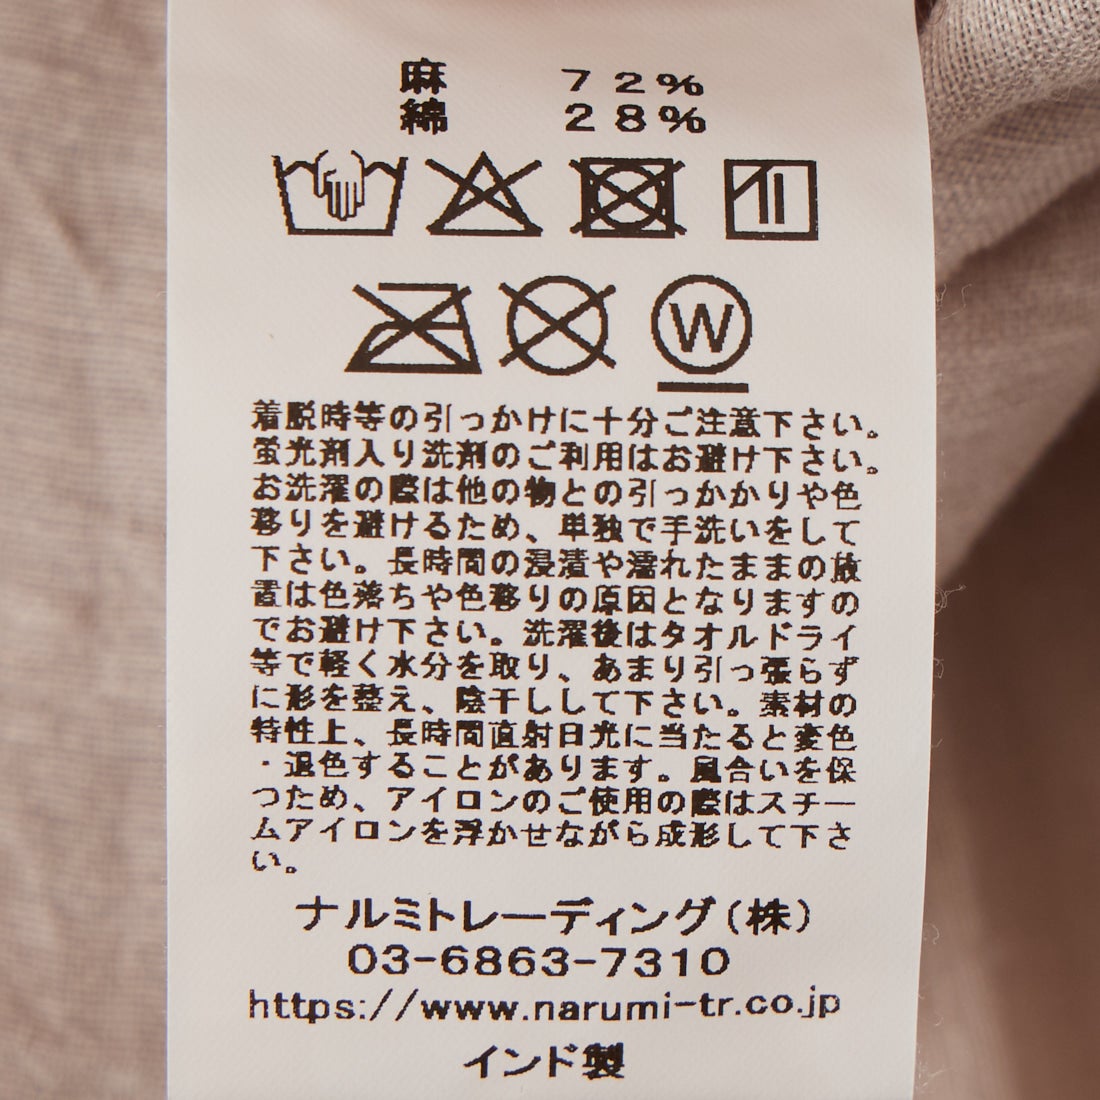 麻 72%
綿 28%
W
着脱時等の引っかけに十分ご注意下さい。
蛍光剤入り洗剤のご利用はお避け下さい。
お洗濯の際は他の物との引っかかりや色
移りを避けるため、単独で手洗いをして
下さい。長時間の浸漬や濡れたままの放
置は色落ちや色移りの原因となりますの
でお避け下さい。洗濯後はタオルドライ
等で軽く水分を取り、あまり引っ張らず
に形を整え、陰干しして下さい。素材の
特性上、長時間直射日光に当たると変色
・退色することがあります。風合いを保
つため、アイロンのご使用の際はスチー
ムアイロンを浮かせながら成形して下さ
い。
ナルミトレーディング(株)
03-6863-7310
https://www.narumi-tr.co.jp
インド製